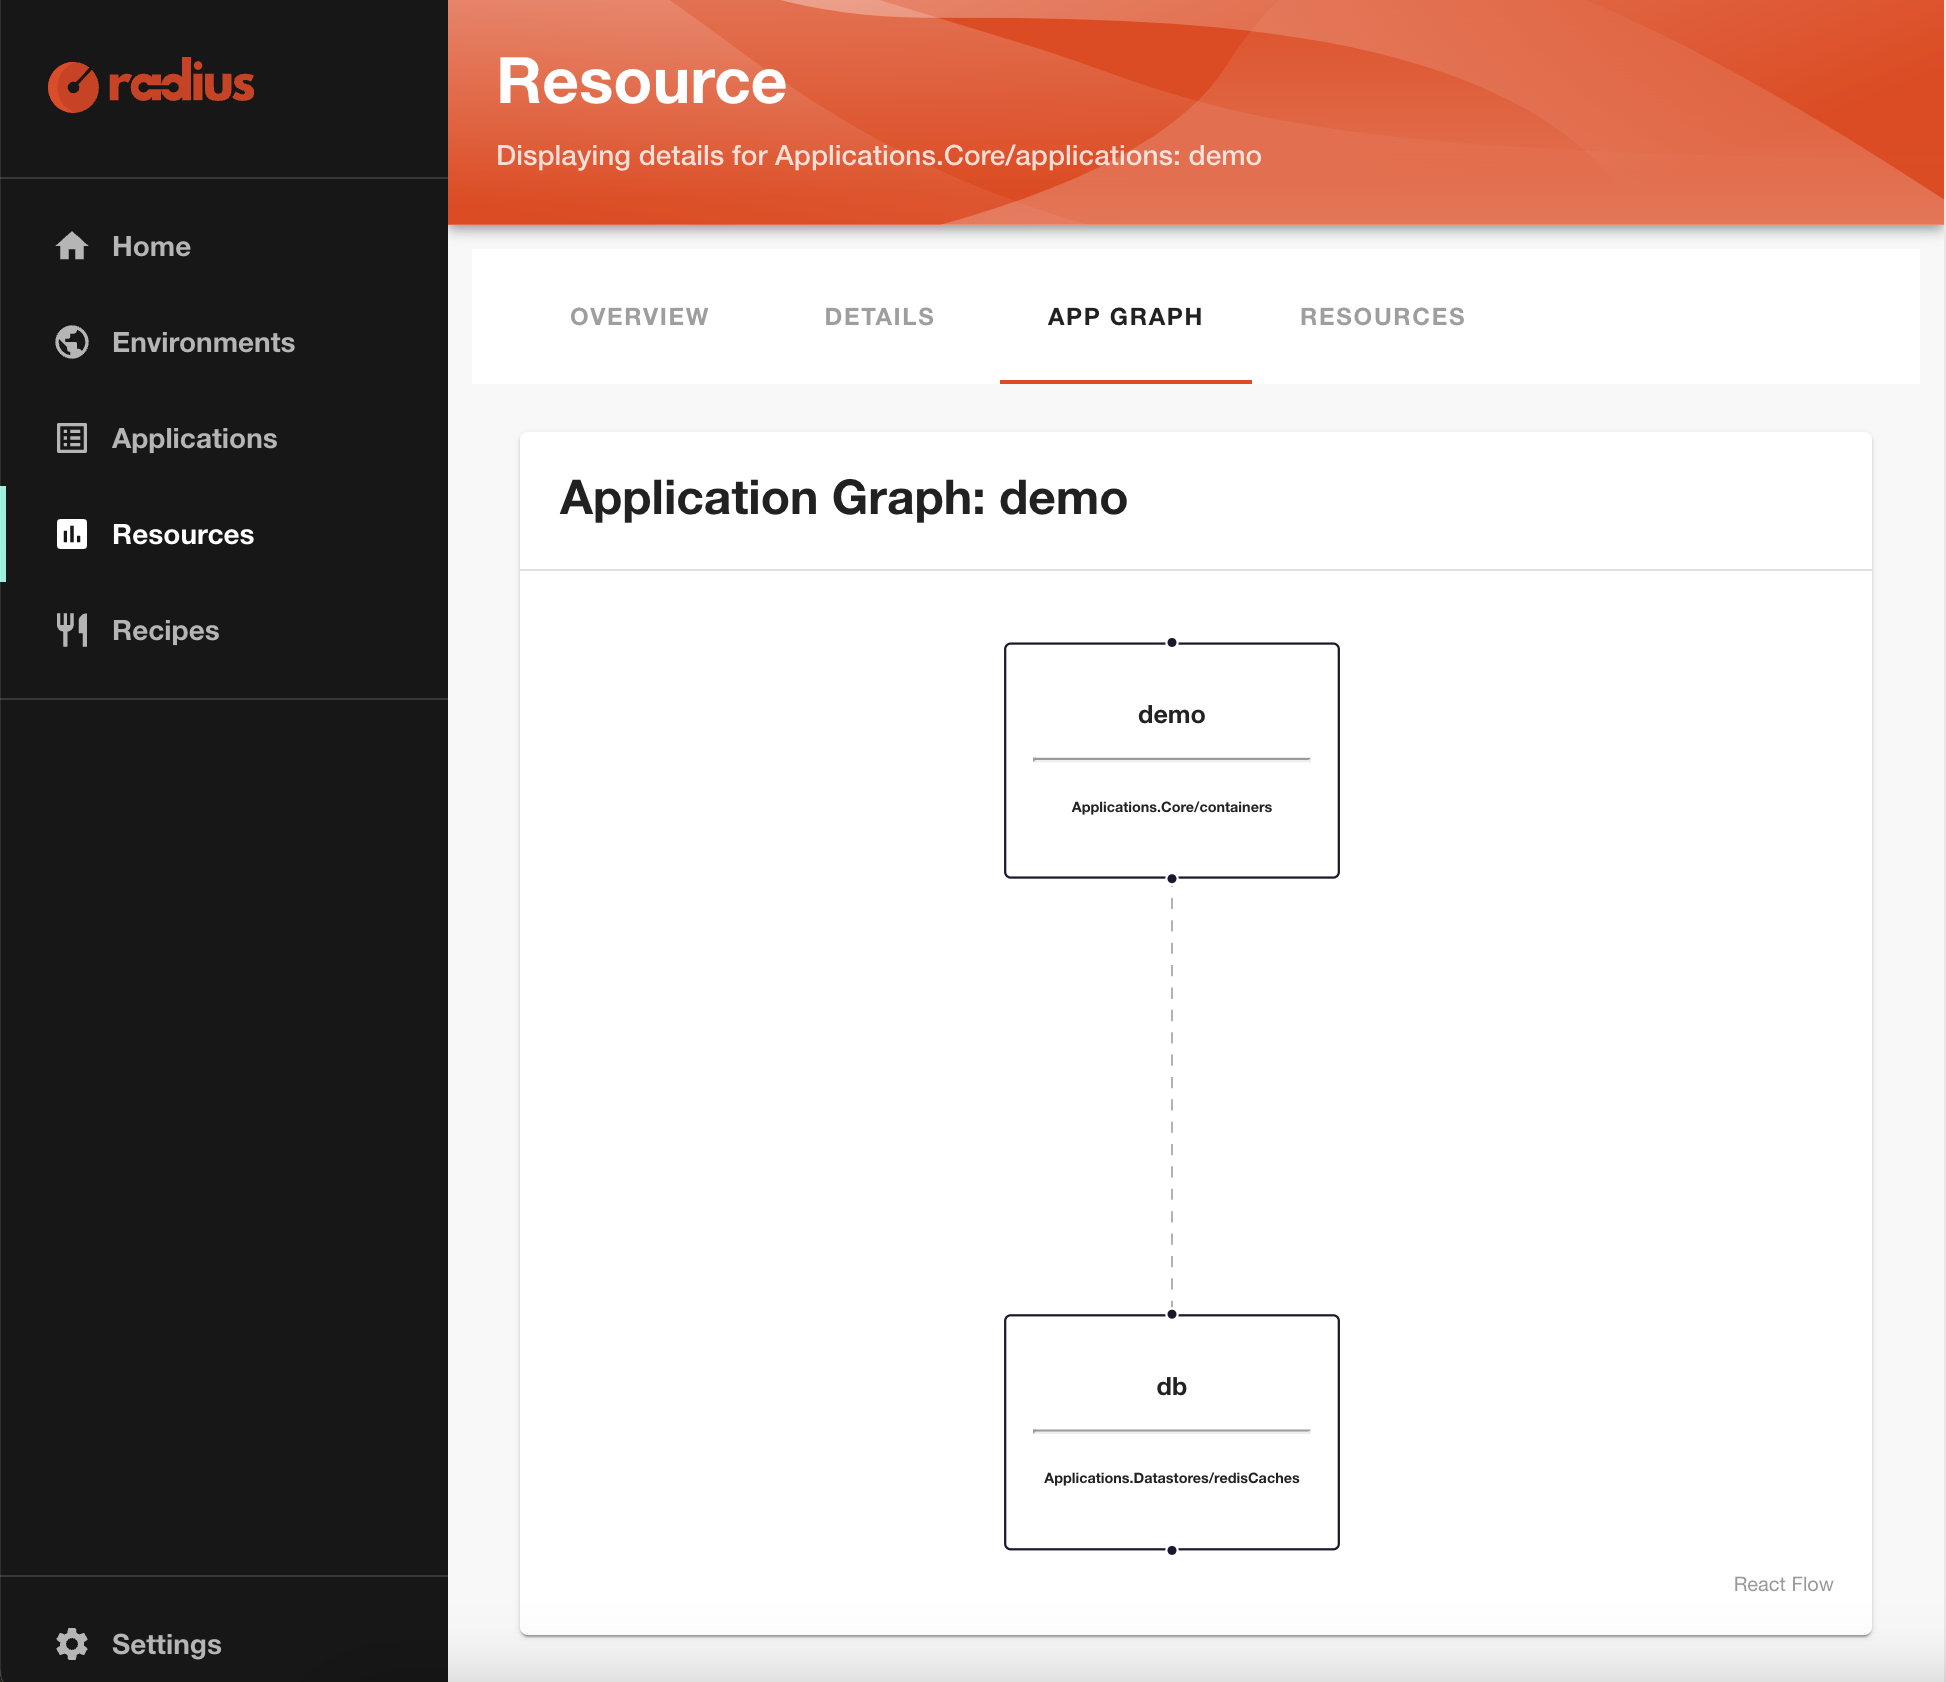 radius
Home
Environments
Applications
Resources
Recipes
Settings
Resource
Displaying details for Applications.Core/applications: demo
OVERVIEW DETAILS APP GRAPH RESOURCES
Application Graph: demo
demo
Applications.Core/containers
db
Applications.Datastores/redisCaches
React Flow